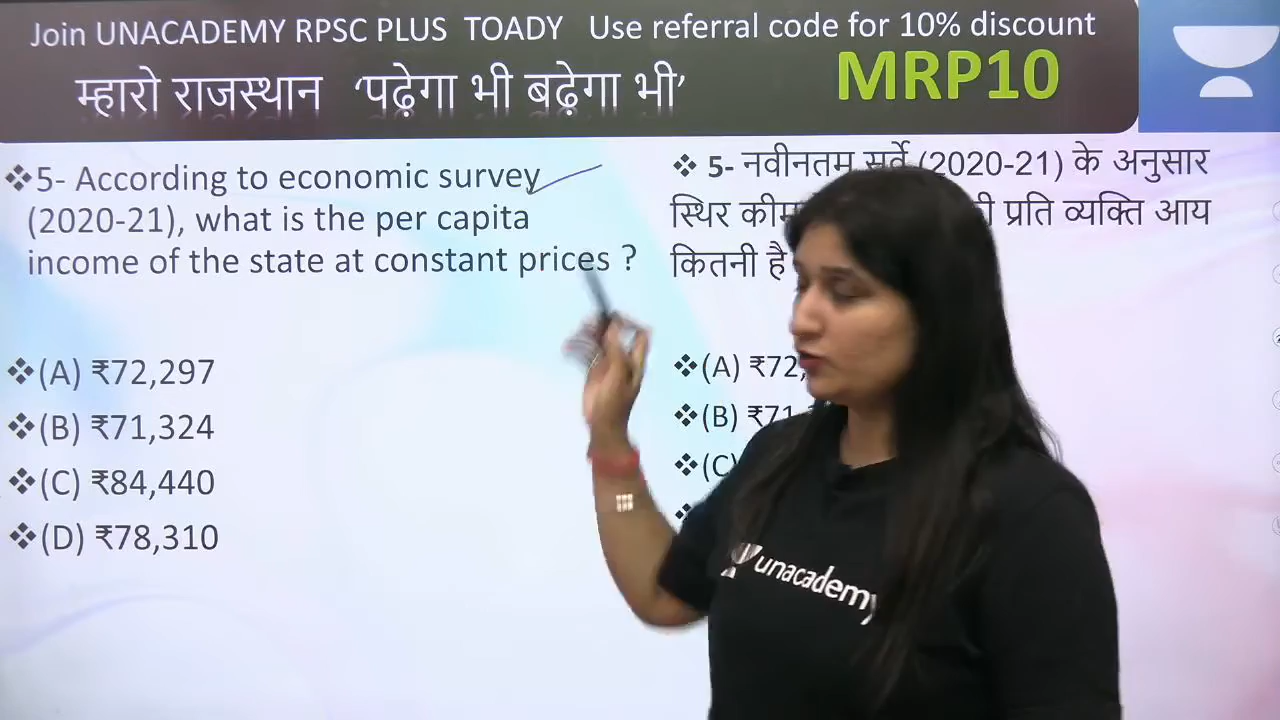 Join UNACADEMY RPSC PLUS TOADY Use referral code for 10% discount
म्हारो राजस्थान 'पढ़ेगा भी बढ़ेगा भी'
MRP10
❖5- According to economic survey
(2020-21), what is the per capita
income of the state at constant prices ?
❖(A) ₹72,297
❖(B) ₹71,324
❖(C) ₹84,440
❖(D) ₹78,310
❖ 5- नवीनतम सर्वे (2020-21) के अनुसार
स्थिर प्रति व्यक्ति आय
कितनी है
❖(A) ₹72,
❖(B) ₹71,
❖(C)
unacademy